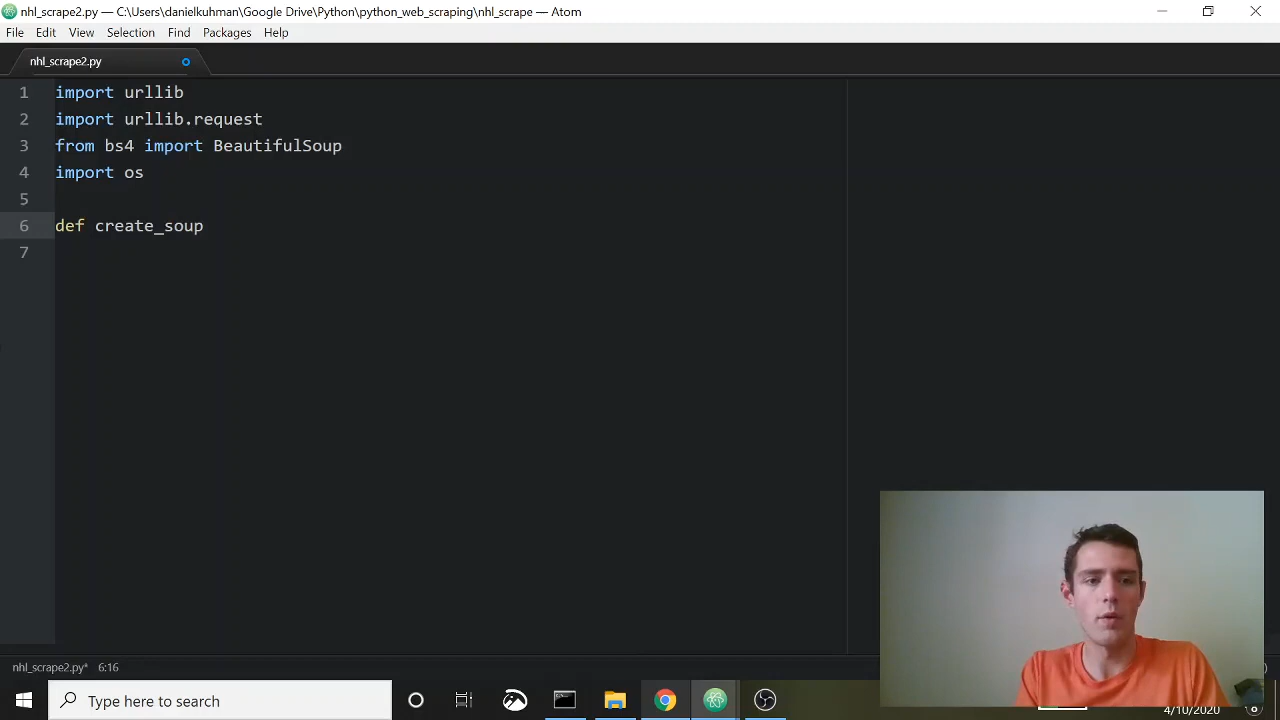 nhl_scrape2.py — C:\Users\danielkuhman\Google Drive\Python\python_web_scraping\nhl_scrape — Atom
File Edit View Selection Find Packages Help
nhl_scrape2.py
1 import urllib
2 import urllib.request
3 from bs4 import BeautifulSoup
4 import os
5
6 def create_soup
7
nhl_scrape2.py* 6:16
Type here to search
4/10/2020